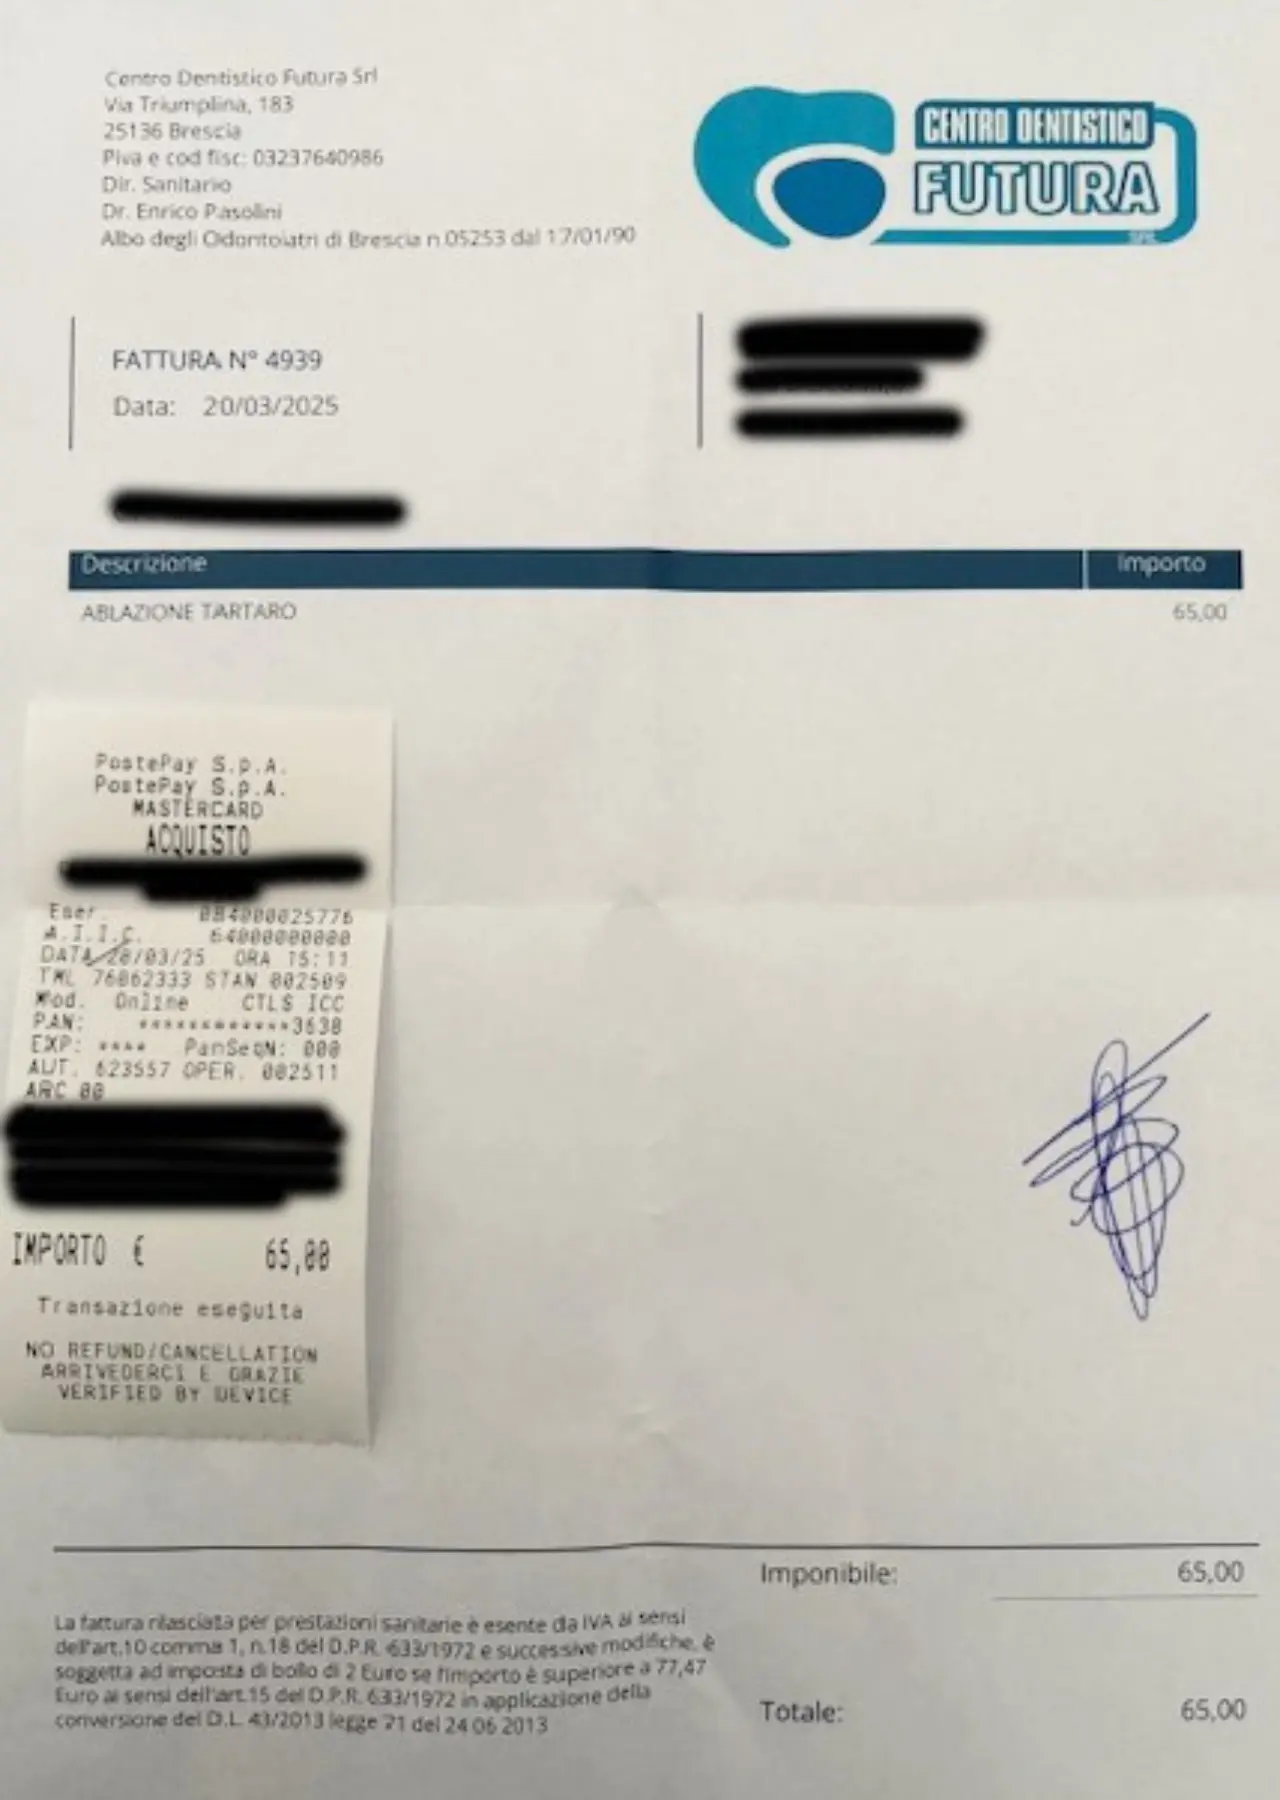 Centro Dentistico Futura Srl
Via Triumplina, 183
25136 Brescia
P.iva e cod fisc: 03237640986
Dir. Sanitario
Dr. Enrico Pasolini
Albo degli Odontoiatri di Brescia n 05253 dal 17/01/90
CENTRO DENTISTICO
FUTURA
SRL
FATTURA N° 4939
Data: 20/03/2025
Descrizione Importo
ABLAZIONE TARTARO 65,00
PostePay S.p.A.
PostePay S.p.A.
MASTERCARD
ACQUISTO
Eser. 084000025776
A.I.I.C. 64000000000
DATA 20/03/25 ORA 15:11
TML 76062333 STAN 002509
Mod. Online CTLS ICC
PAN: ************3630
EXP: **** PanSeqN: 000
AUT. 623557 OPER. 002511
ARC 00
IMPORTO € 65,00
Transazione eseguita
NO REFUND/CANCELLATION
ARRIVEDERCI E GRAZIE
VERIFIED BY DEVICE
Imponibile: 65,00
La fattura rilasciata per prestazioni sanitarie è esente da IVA ai sensi
dell'art.10 comma 1, n.18 del D.P.R. 633/1972 e successive modifiche, è
soggetta ad imposta di bollo di 2 Euro se l'importo è superiore a 77,47
Euro ai sensi dell'art.15 del D.P.R. 633/1972 in applicazione della
conversione del D.L. 43/2013 legge 71 del 24 06 2013
Totale: 65,00